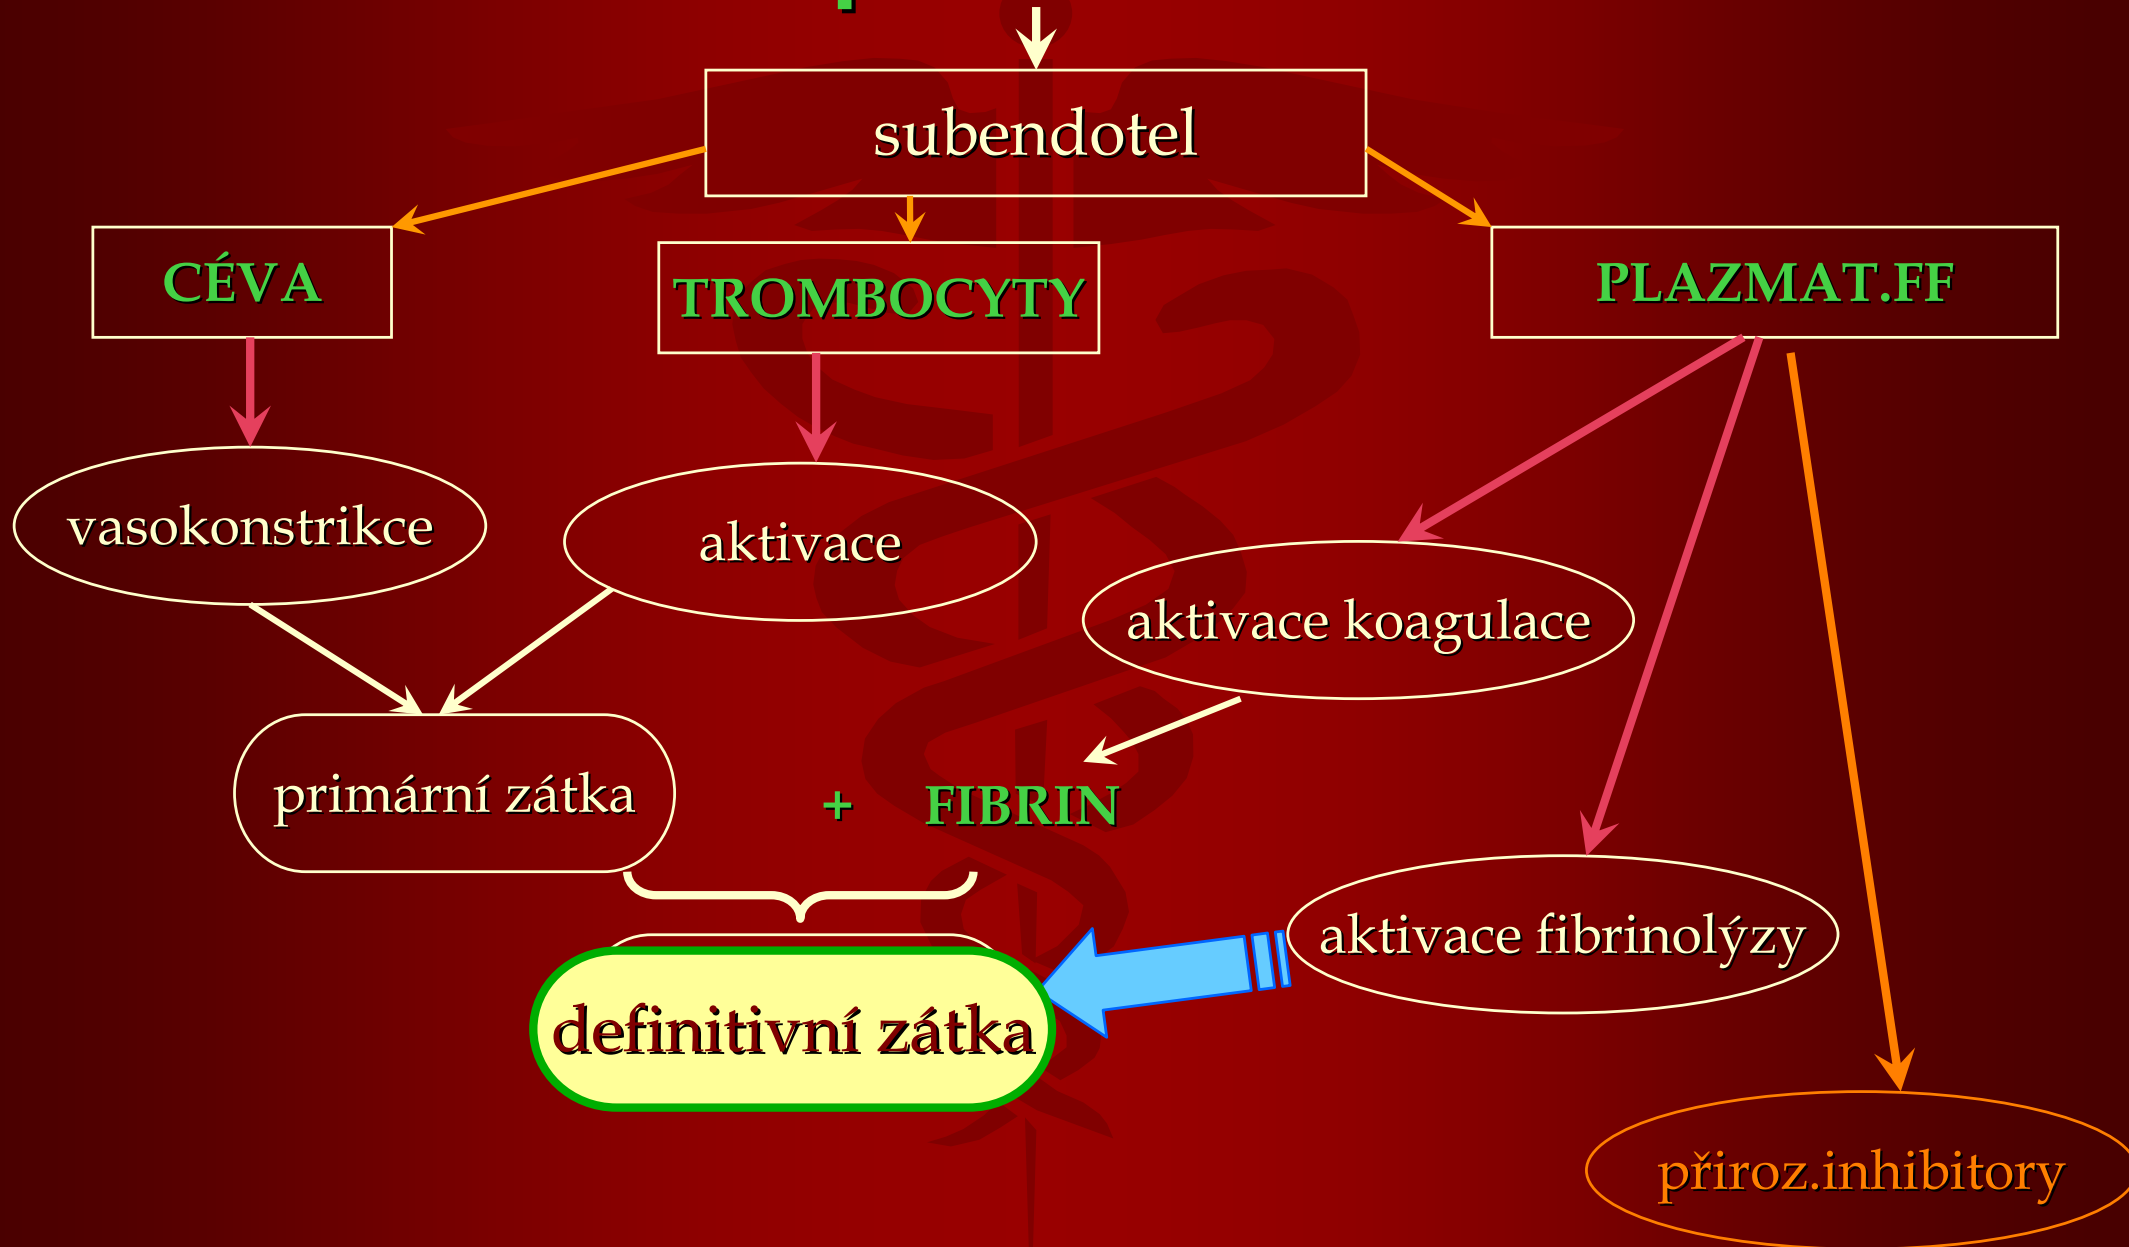 subendotel
CÉVA
TROMBOCYTY
PLAZMAT.FF
vasokonstrikce
aktivace
aktivace koagulace
primární zátka
+ FIBRIN
aktivace fibrinolýzy
definitivní zátka
přiroz.inhibitory